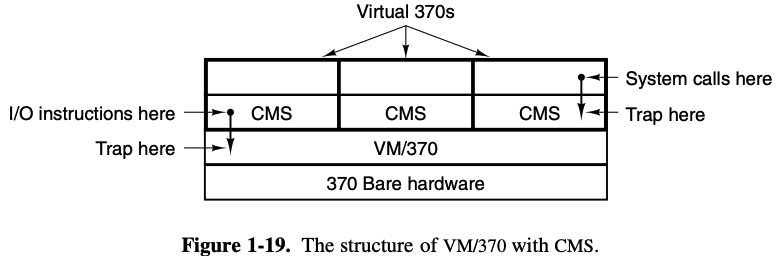 Virtual 370s
System calls here
I/O instructions here
CMS
CMS
CMS
Trap here
Trap here
VM/370
370 Bare hardware
Figure 1-19. The structure of VM/370 with CMS.